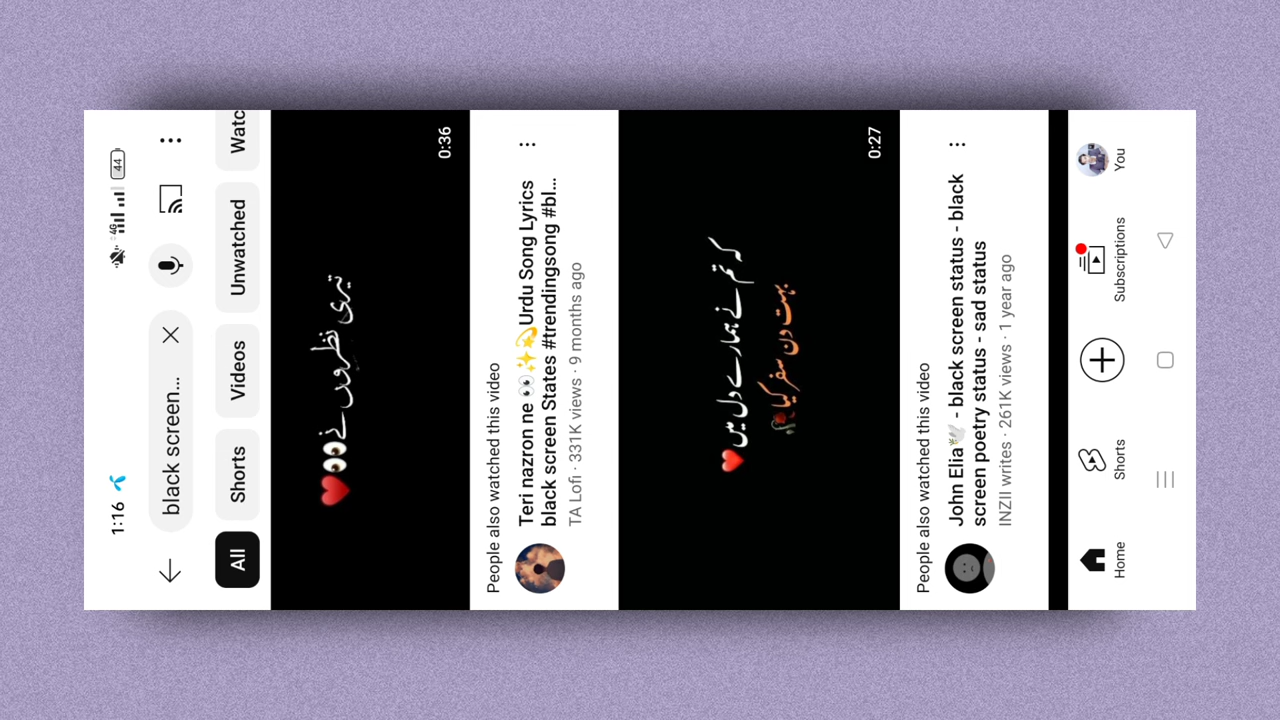 1:16 4G 44
black screen...
All Shorts Videos Unwatched Watc
تیری نظروں نے
0:36
People also watched this video
Teri nazron ne 👀✨💫Urdu Song Lyrics
black screen States #trendingsong #bl...
TA Lofi · 331K views · 9 months ago
کہ تم نے ہمارے دل میں
بہت دن سفر کیا
0:27
People also watched this video
John Elia🕊️ - black screen status - black
screen poetry status - sad status
INZII writes · 261K views · 1 year ago
Home Shorts Subscriptions You